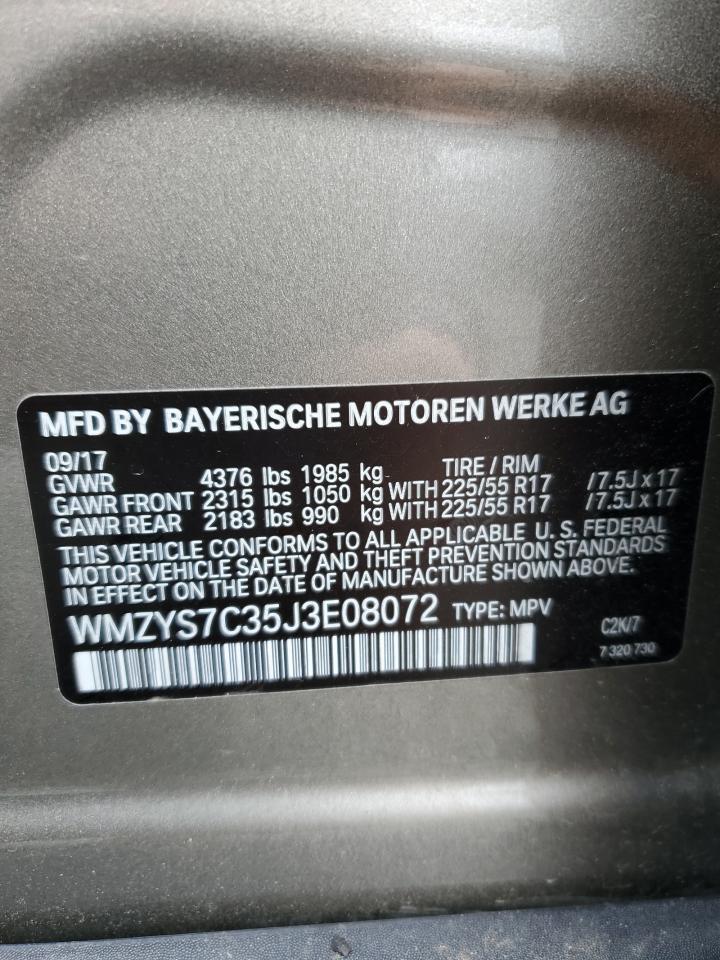 MFD BY BAYERISCHE MOTOREN WERKE AG
09/17 TIRE / RIM
GVWR 4376 lbs 1985 kg
GAWR FRONT 2315 lbs 1050 kg WITH 225/55 R17 /7.5J x 17
GAWR REAR 2183 lbs 990 kg WITH 225/55 R17 /7.5J x 17
THIS VEHICLE CONFORMS TO ALL APPLICABLE U. S. FEDERAL
MOTOR VEHICLE SAFETY AND THEFT PREVENTION STANDARDS
IN EFFECT ON THE DATE OF MANUFACTURE SHOWN ABOVE.
WMZYS7C35J3E08072 TYPE: MPV
C2K/7
7 320 730